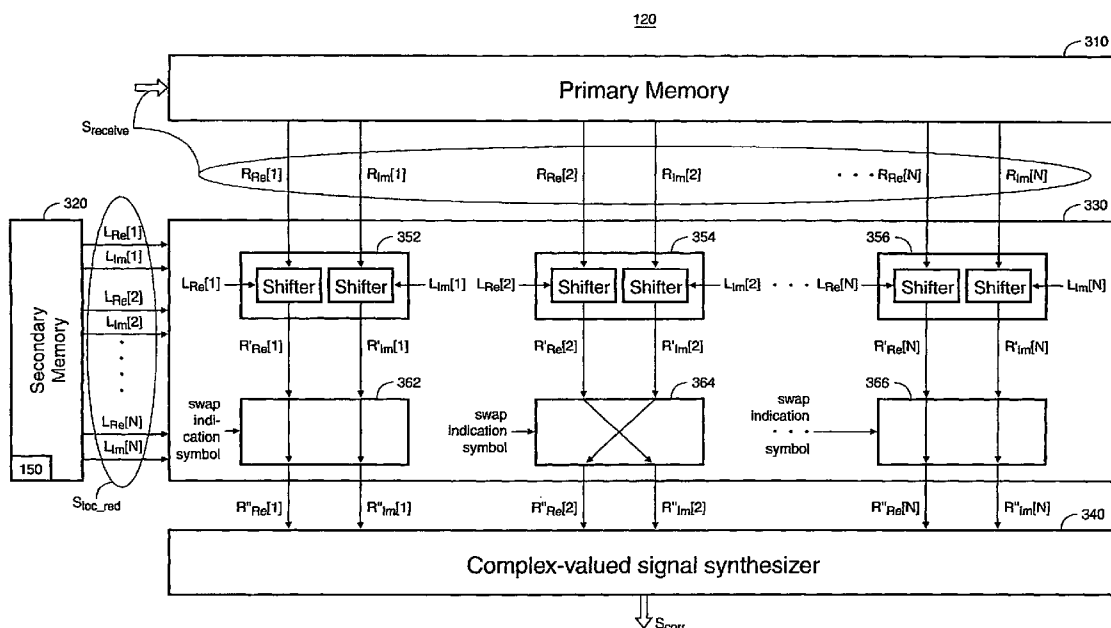 120
310
Primary Memory
S_receive
R_Re[1] R_Im[1] R_Re[2] R_Im[2] · · · R_Re[N] R_Im[N]
320
330
Secondary Memory
150
L_Re[1]
L_Im[1]
L_Re[2]
L_Im[2]
L_Re[N]
L_Im[N]
S_loc_red
352 354 356
L_Re[1] Shifter Shifter L_Im[1] L_Re[2] Shifter Shifter L_Im[2] · · · L_Re[N] Shifter Shifter L_Im[N]
R'_Re[1] R'_Im[1] R'_Re[2] R'_Im[2] R'_Re[N] R'_Im[N]
362 364 366
swap
indi-
cation
symbol
swap
indication
symbol
swap
indication
· · ·
symbol
R"_Re[1] R"_Im[1] R"_Re[2] R"_Im[2] R"_Re[N] R"_Im[N]
340
Complex-valued signal synthesizer
S_corr